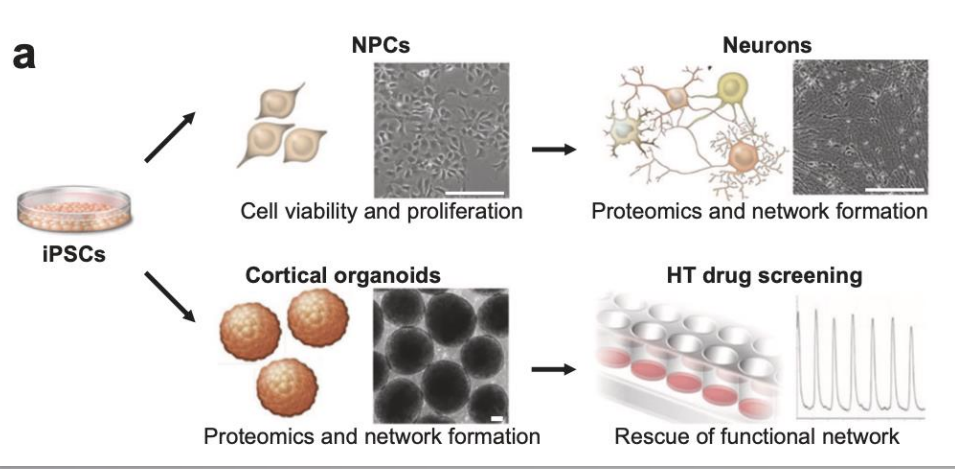 a
NPCs
Neurons
Cell viability and proliferation
Proteomics and network formation
iPSCs
Cortical organoids
HT drug screening
Proteomics and network formation
Rescue of functional network